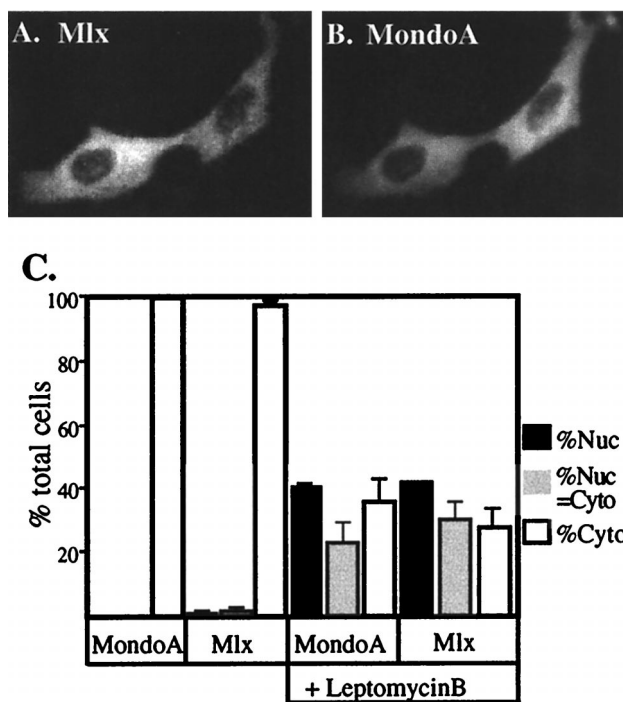 A. Mlx
B. MondoA
C.
100
80
60
40
20
% total cells
%Nuc
%Nuc
=Cyto
%Cyto
MondoA Mlx MondoA Mlx
+ LeptomycinB